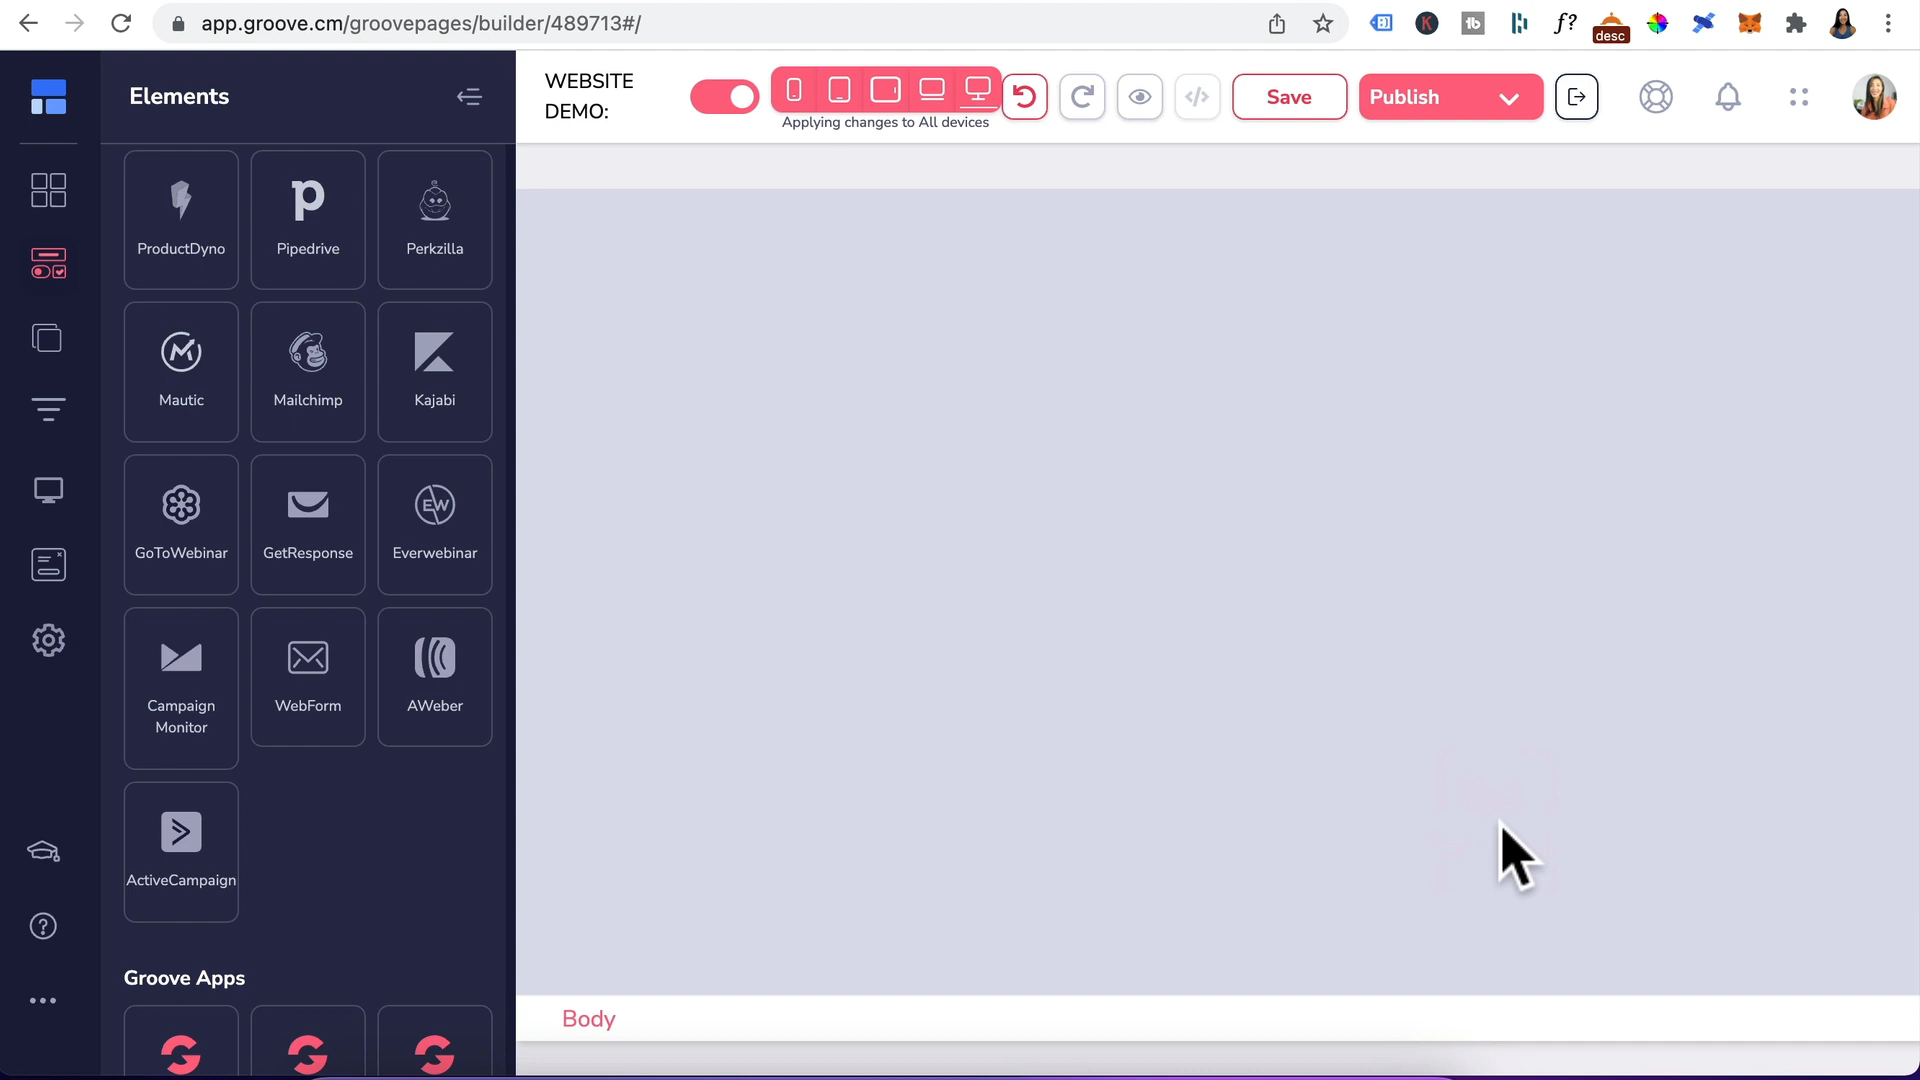 app.groove.cm/groovepages/builder/489713#/
f?
desc
Elements
WEBSITE
DEMO:
Applying changes to All devices
Save
Publish
ProductDyno
Pipedrive
Perkzilla
Mautic
Mailchimp
Kajabi
GoToWebinar
GetResponse
EW
Everwebinar
Campaign
Monitor
WebForm
AWeber
ActiveCampaign
Groove Apps
Body